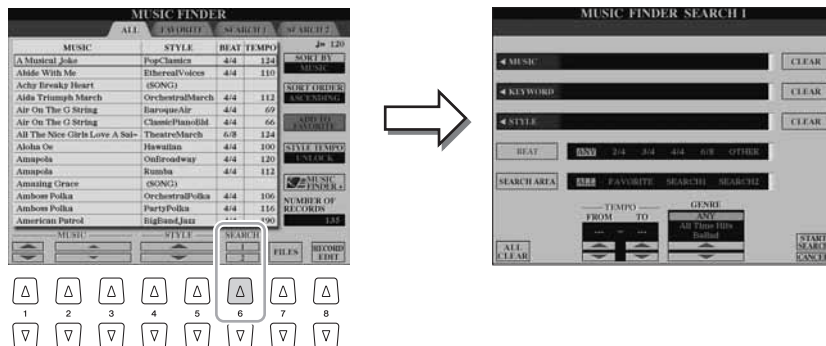 MUSIC FINDER
ALL FAVORITE SEARCH 1 SEARCH 2
MUSIC STYLE BEAT TEMPO
A Musical Joke PopClassics 4/4 124
Abide With Me EtherealVoices 4/4 110
Achy Breaky Heart (SONG)
Aida Triumph March OrchestralMarch 4/4 112
Air On The G String BaroqueAir 4/4 69
Air On The G String ClassicPianoBld 4/4 66
All The Nice Girls Love A Sai~ TheatreMarch 6/8 124
Aloha Oe Hawaiian 4/4 100
Amapola OnBroadway 4/4 120
Amapola Rumba 4/4 112
Amazing Grace (SONG)
Amboss Polka OrchestralPolka 4/4 106
Amboss Polka PartyPolka 4/4 116
American Patrol BigBandJazz 4/4 190
120
SORT BY
MUSIC
SORT ORDER
ASCENDING
ADD TO
FAVORITE
STYLE TEMPO
UNLOCK
MUSIC
FINDER+
NUMBER OF
RECORDS
135
MUSIC STYLE SEARCH
1
2
FILES
RECORD
EDIT
1 2 3 4 5 6 7 8
MUSIC FINDER SEARCH 1
MUSIC CLEAR
KEYWORD CLEAR
STYLE CLEAR
BEAT ANY 2/4 3/4 4/4 6/8 OTHER
SEARCH AREA ALL FAVORITE SEARCH1 SEARCH2
TEMPO
FROM TO
--- - ---
GENRE
ANY
All Time Hits
Ballad
ALL
CLEAR
START
SEARCH
CANCEL